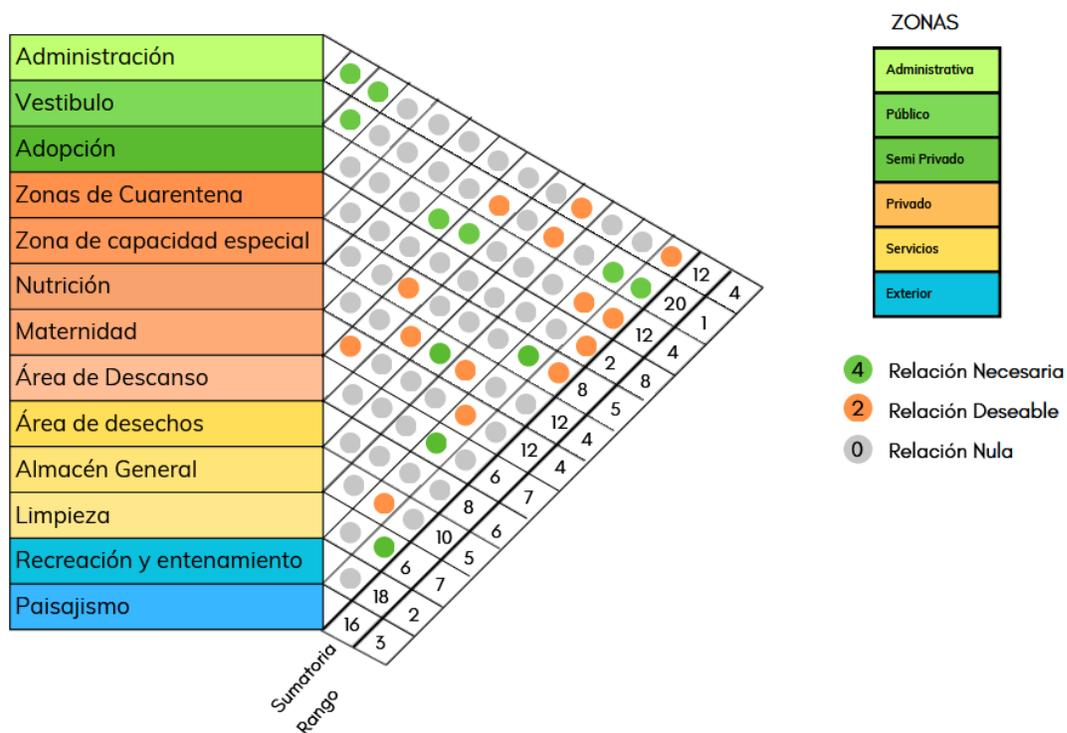 ZONAS
Administración
Vestibulo
Adopción
Zonas de Cuarentena
Zona de capacidad especial
Nutrición
Maternidad
Área de Descanso
Área de desechos
Almacén General
Limpieza
Recreación y entenamiento
Paisajismo
12 4
20 1
12 4
2 8
8 5
12 4
12 4
6 7
8 6
10 5
6 7
18 2
16 3
Sumatoria
Rango
Administrativa
Público
Semi Privado
Privado
Servicios
Exterior
4 Relación Necesaria
2 Relación Deseable
0 Relación Nula